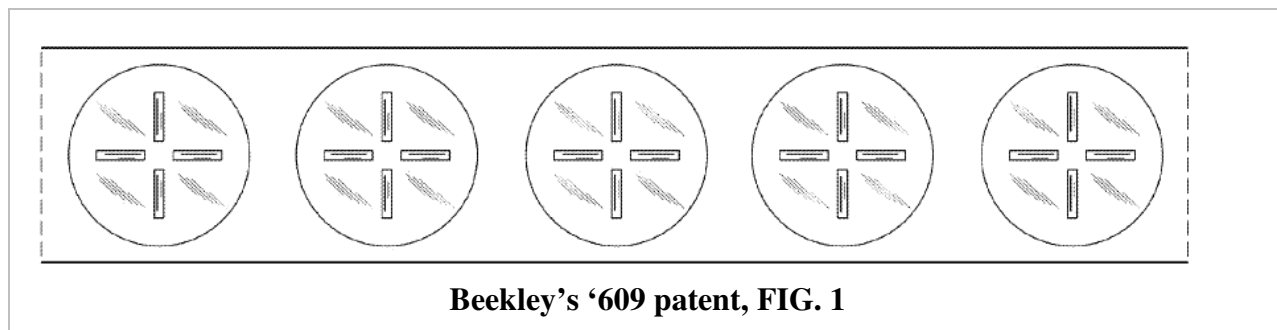 Beekley's ‘609 patent, FIG. 1